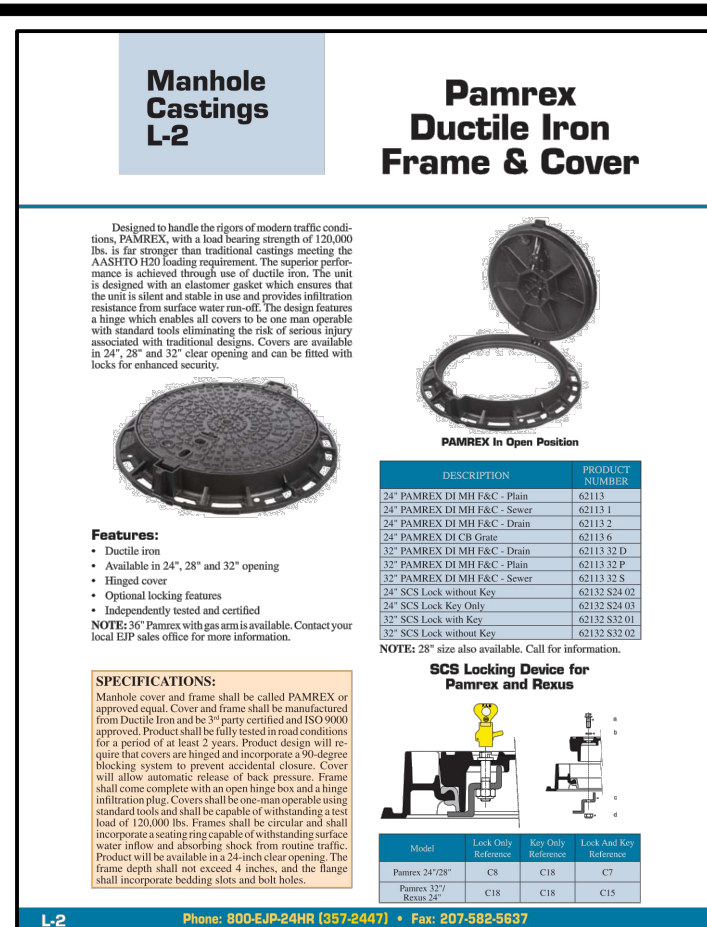 Manhole
Castings
L-2
Pamrex
Ductile Iron
Frame & Cover
Designed to handle the rigors of modern traffic condi-
tions, PAMREX, with a load bearing strength of 120,000
lbs. is far stronger than traditional castings meeting the
AASHTO H20 loading requirement. The superior perfor-
mance is achieved through use of ductile iron. The unit
is designed with an elastomer gasket which ensures that
the unit is silent and stable in use and provides infiltration
resistance from surface water run-off. The design features
a hinge which enables all covers to be one man operable
with standard tools eliminating the risk of serious injury
associated with traditional designs. Covers are available
in 24", 28" and 32" clear opening and can be fitted with
locks for enhanced security.
Features:
• Ductile iron
• Available in 24", 28" and 32" opening
• Hinged cover
• Optional locking features
• Independently tested and certified
NOTE: 36" Pamrex with gas arm is available. Contact your
local EJP sales office for more information.
SPECIFICATIONS:
Manhole cover and frame shall be called PAMREX or
approved equal. Cover and frame shall be manufactured
from Ductile Iron and be 3rd party certified and ISO 9000
approved. Product shall be fully tested in road conditions
for a period of at least 2 years. Product design will re-
quire that covers are hinged and incorporate a 90-degree
blocking system to prevent accidental closure. Cover
will allow automatic release of back pressure. Frame
shall come complete with an open hinge box and a hinge
infiltration plug. Covers shall be one-man operable using
standard tools and shall be capable of withstanding a test
load of 120,000 lbs. Frames shall be circular and shall
incorporate a seating ring capable of withstanding surface
water inflow and absorbing shock from routine traffic.
Product will be available in a 24-inch clear opening. The
frame depth shall not exceed 4 inches, and the flange
shall incorporate bedding slots and bolt holes.
PAMREX In Open Position
DESCRIPTION PRODUCT NUMBER
24" PAMREX DI MH F&C - Plain 62113
24" PAMREX DI MH F&C - Sewer 62113 1
24" PAMREX DI MH F&C - Drain 62113 2
24" PAMREX DI CB Grate 62113 6
32" PAMREX DI MH F&C - Drain 62113 32 D
32" PAMREX DI MH F&C - Plain 62113 32 P
32" PAMREX DI MH F&C - Sewer 62113 32 S
24" SCS Lock without Key 62132 S24 02
24" SCS Lock Key Only 62132 S24 03
32" SCS Lock with Key 62132 S32 01
32" SCS Lock without Key 62132 S32 02
NOTE: 28" size also available. Call for information.
SCS Locking Device for
Pamrex and Rexus
a
b
c
d
Model Lock Only Reference Key Only Reference Lock And Key Reference
Pamrex 24"/28" C8 C18 C7
Pamrex 32"/ Rexus 24" C18 C18 C15
L-2
Phone: 800-EJP-24HR (357-2447) • Fax: 207-582-5637